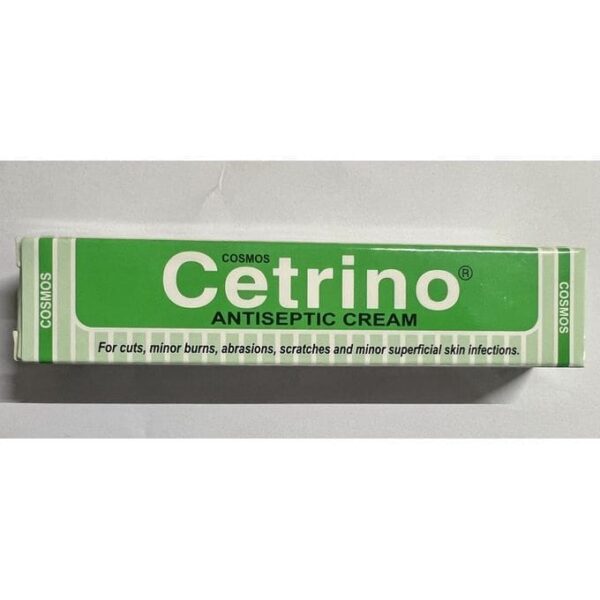 COSMOS
COSMOS
Cetrino®
ANTISEPTIC CREAM
For cuts, minor burns, abrasions, scratches and minor superficial skin infections.
COSMOS